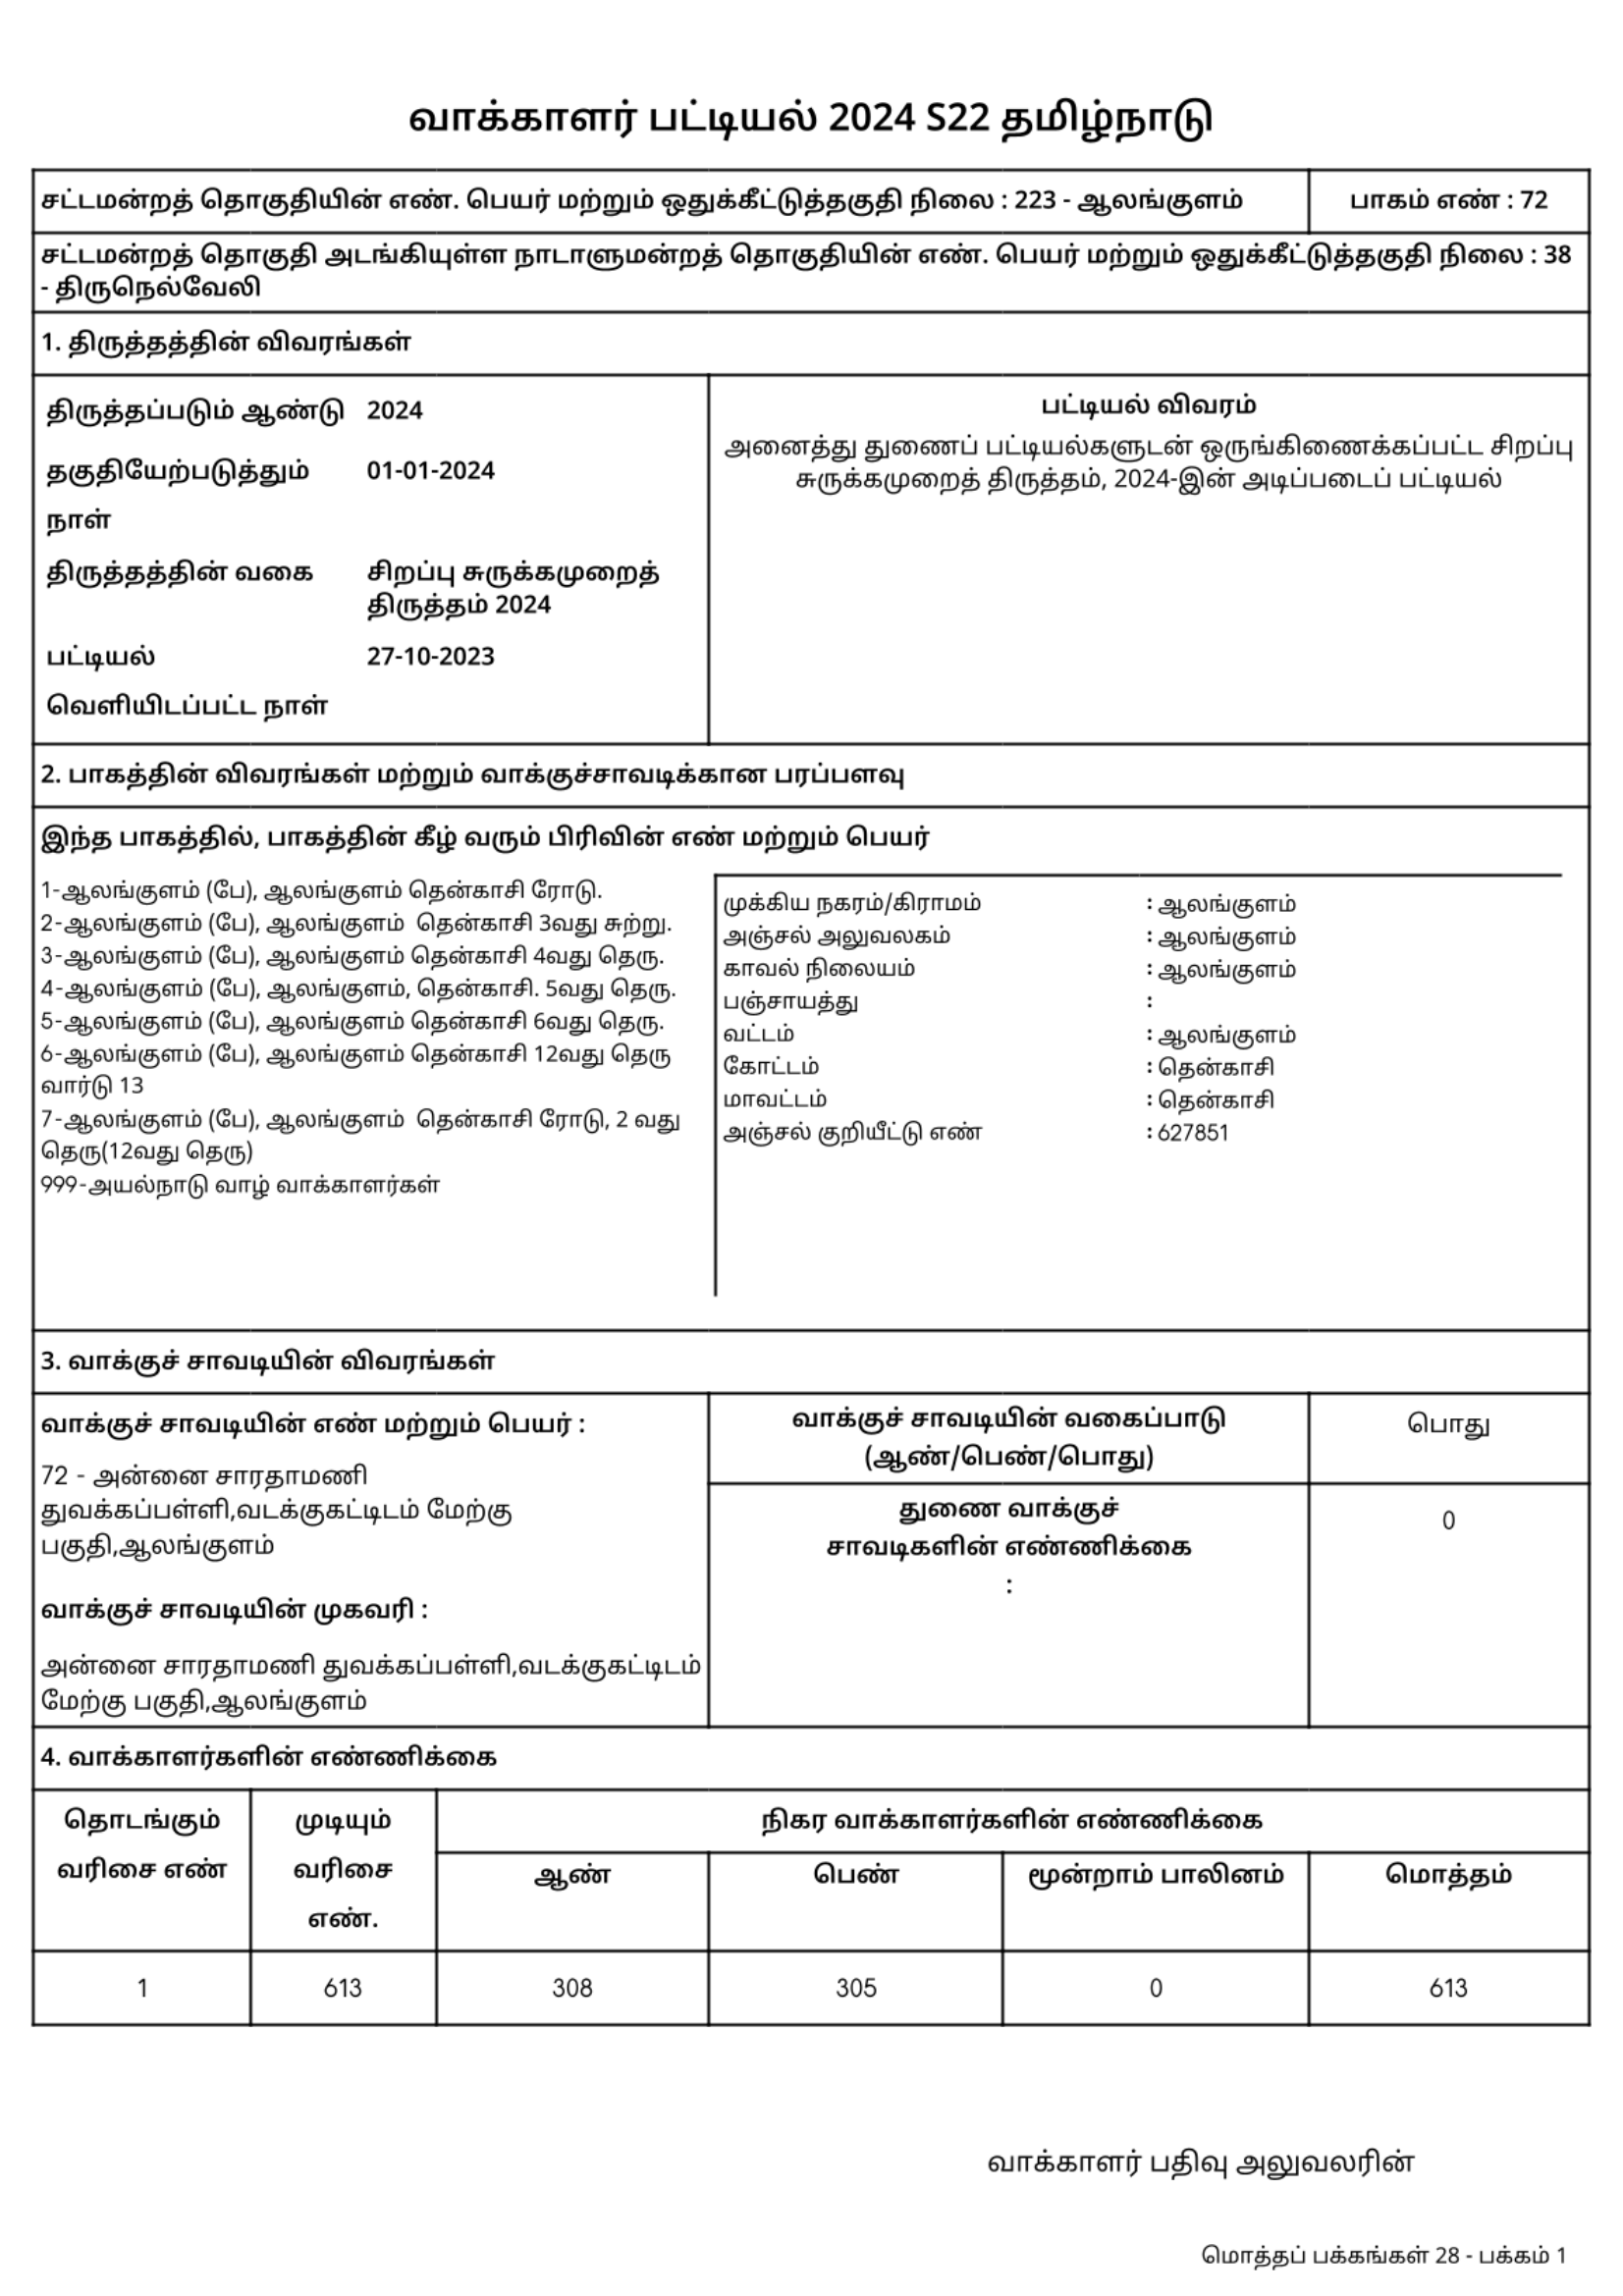 வாக்காளர் பட்டியல் 2024 S22 தமிழ்நாடு
சட்டமன்றத் தொகுதியின் எண். பெயர் மற்றும் ஒதுக்கீட்டுத்தகுதி நிலை : 223 - ஆலங்குளம்
பாகம் எண் : 72
சட்டமன்றத் தொகுதி அடங்கியுள்ள நாடாளுமன்றத் தொகுதியின் எண். பெயர் மற்றும் ஒதுக்கீட்டுத்தகுதி நிலை : 38
- திருநெல்வேலி
1. திருத்தத்தின் விவரங்கள்
திருத்தப்படும் ஆண்டு 2024
தகுதியேற்படுத்தும் 01-01-2024
நாள்
திருத்தத்தின் வகை சிறப்பு சுருக்கமுறைத்
திருத்தம் 2024
பட்டியல் 27-10-2023
வெளியிடப்பட்ட நாள்
பட்டியல் விவரம்
அனைத்து துணைப் பட்டியல்களுடன் ஒருங்கிணைக்கப்பட்ட சிறப்பு
சுருக்கமுறைத் திருத்தம், 2024-இன் அடிப்படைப் பட்டியல்
2. பாகத்தின் விவரங்கள் மற்றும் வாக்குச்சாவடிக்கான பரப்பளவு
இந்த பாகத்தில், பாகத்தின் கீழ் வரும் பிரிவின் எண் மற்றும் பெயர்
1-ஆலங்குளம் (பே), ஆலங்குளம் தென்காசி ரோடு.
2-ஆலங்குளம் (பே), ஆலங்குளம் தென்காசி 3வது சுற்று.
3-ஆலங்குளம் (பே), ஆலங்குளம் தென்காசி 4வது தெரு.
4-ஆலங்குளம் (பே), ஆலங்குளம், தென்காசி. 5வது தெரு.
5-ஆலங்குளம் (பே), ஆலங்குளம் தென்காசி 6வது தெரு.
6-ஆலங்குளம் (பே), ஆலங்குளம் தென்காசி 12வது தெரு
வார்டு 13
7-ஆலங்குளம் (பே), ஆலங்குளம் தென்காசி ரோடு, 2 வது
தெரு(12வது தெரு)
999-அயல்நாடு வாழ் வாக்காளர்கள்
முக்கிய நகரம்/கிராமம் : ஆலங்குளம்
அஞ்சல் அலுவலகம் : ஆலங்குளம்
காவல் நிலையம் : ஆலங்குளம்
பஞ்சாயத்து :
வட்டம் : ஆலங்குளம்
கோட்டம் : தென்காசி
மாவட்டம் : தென்காசி
அஞ்சல் குறியீட்டு எண் : 627851
3. வாக்குச் சாவடியின் விவரங்கள்
வாக்குச் சாவடியின் எண் மற்றும் பெயர் :
72 - அன்னை சாரதாமணி
துவக்கப்பள்ளி,வடக்குகட்டிடம் மேற்கு
பகுதி,ஆலங்குளம்
வாக்குச் சாவடியின் முகவரி :
அன்னை சாரதாமணி துவக்கப்பள்ளி,வடக்குகட்டிடம்
மேற்கு பகுதி,ஆலங்குளம்
வாக்குச் சாவடியின் வகைப்பாடு
(ஆண்/பெண்/பொது)
பொது
துணை வாக்குச்
சாவடிகளின் எண்ணிக்கை
:
0
4. வாக்காளர்களின் எண்ணிக்கை
தொடங்கும்
வரிசை எண்
முடியும்
வரிசை
எண்.
நிகர வாக்காளர்களின் எண்ணிக்கை
ஆண் பெண் மூன்றாம் பாலினம் மொத்தம்
1 613 308 305 0 613
வாக்காளர் பதிவு அலுவலரின்
மொத்தப் பக்கங்கள் 28 - பக்கம் 1